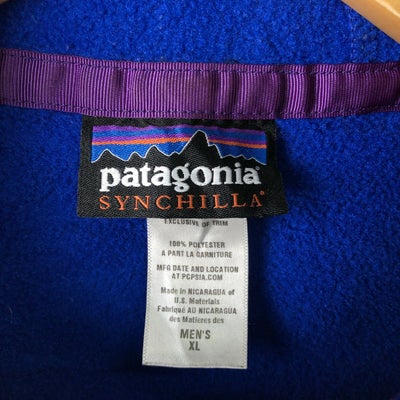 patagonia®
SYNCHILLA®
EXCLUSIVE OF TRIM
100% POLYESTER
A PART LA GARNITURE
MFG DATE AND LOCATION
AT PCPSIA.COM
Made in NICARAGUA of
U.S. Materials
Fabriqué AU NICARAGUA
des Matières des
MEN'S
XL